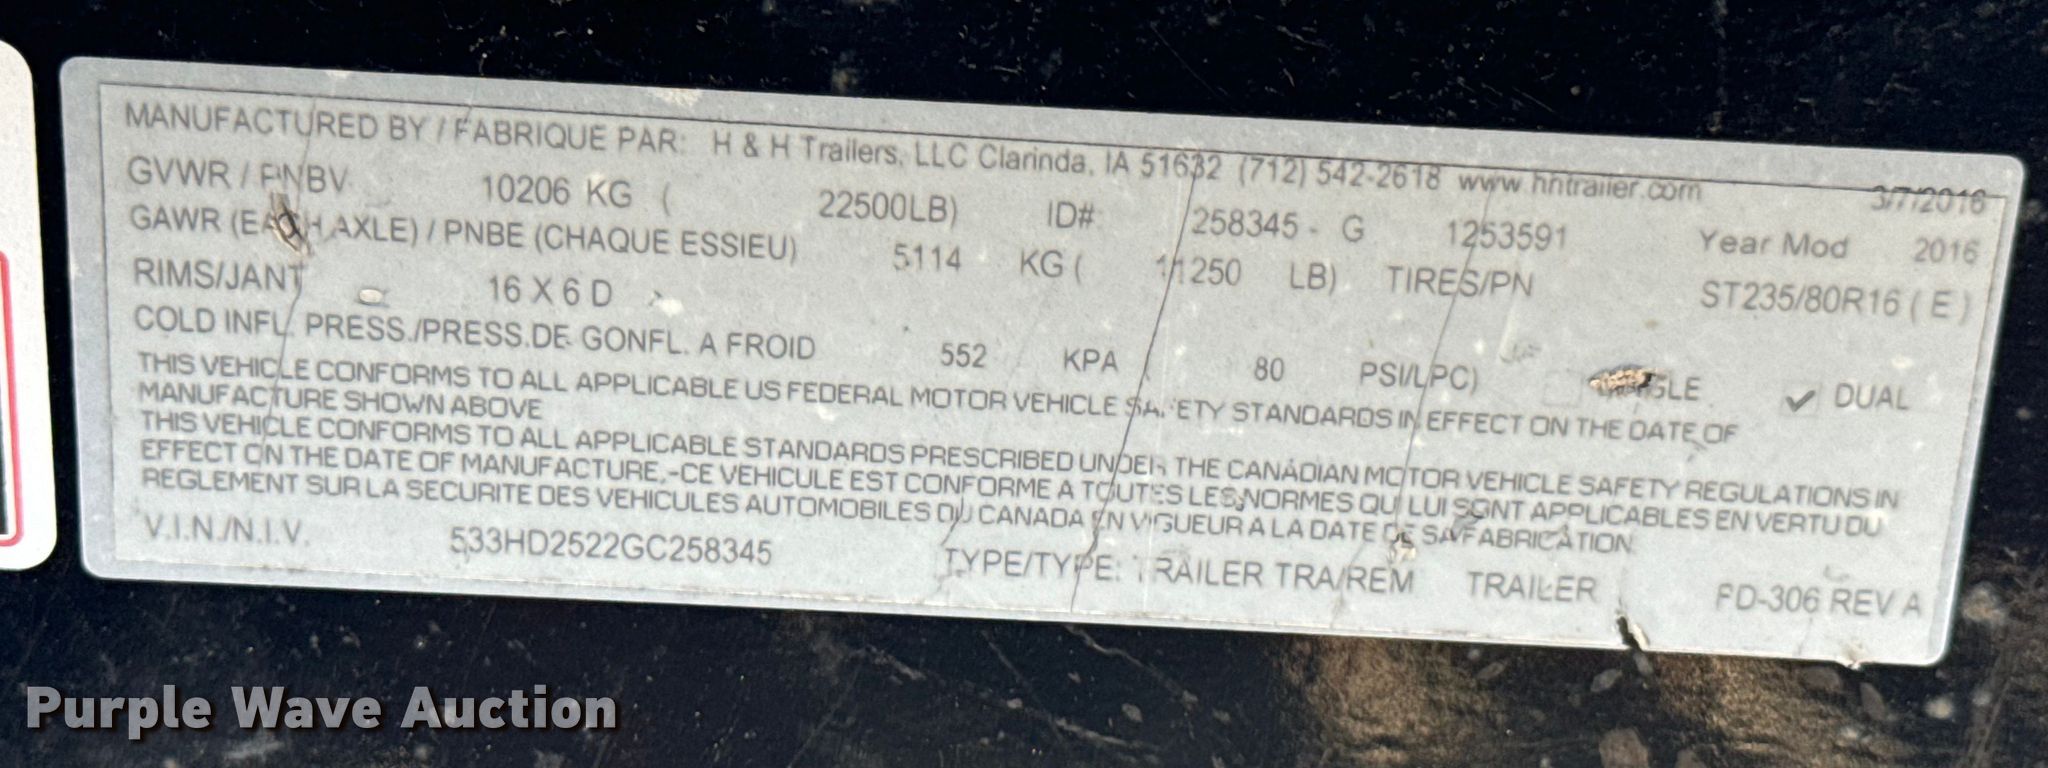 MANUFACTURED BY / FABRIQUE PAR: H & H Trailers, LLC Clarinda, IA 51632 (712) 542-2618 www.hhtrailer.com 3/7/2016
GVWR / PNBV 10206 KG ( 22500LB) ID# 258345 - G 1253591 Year Mod 2016
GAWR (EACH AXLE) / PNBE (CHAQUE ESSIEU) 5114 KG ( 11250 LB) TIRES/PN ST235/80R16 ( E )
RIMS/JANT 16 X 6 D
COLD INFL. PRESS./PRESS.DE GONFL. A FROID 552 KPA ( 80 PSI/LPC) SINGLE ✓ DUAL
THIS VEHICLE CONFORMS TO ALL APPLICABLE US FEDERAL MOTOR VEHICLE SAFETY STANDARDS IN EFFECT ON THE DATE OF
MANUFACTURE SHOWN ABOVE
THIS VEHICLE CONFORMS TO ALL APPLICABLE STANDARDS PRESCRIBED UNDER THE CANADIAN MOTOR VEHICLE SAFETY REGULATIONS IN
EFFECT ON THE DATE OF MANUFACTURE.-CE VEHICULE EST CONFORME A TOUTES LES NORMES QUI LUI SONT APPLICABLES EN VERTU DU
REGLEMENT SUR LA SECURITE DES VEHICULES AUTOMOBILES DU CANADA EN VIGUEUR A LA DATE DE SA FABRICATION
V.I.N./N.I.V. 533HD2522GC258345 TYPE/TYPE: TRAILER TRA/REM TRAILER PD-306 REV A
Purple Wave Auction